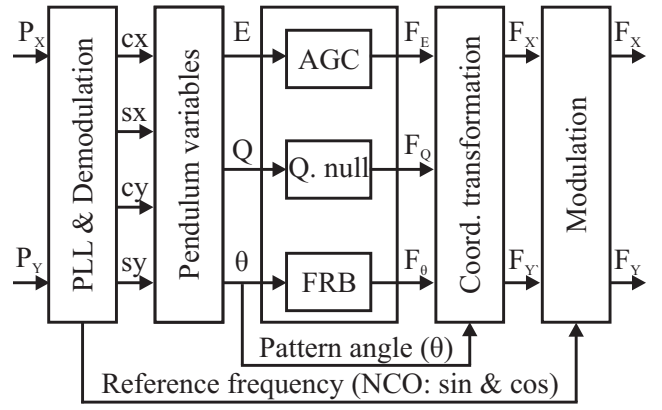 P_X
cx
E
AGC
F_E
F_X'
F_X
sx
Q
Q. null
F_Q
cy
P_Y
sy
θ
FRB
F_θ
F_Y'
F_Y
PLL & Demodulation
Pendulum variables
Coord. transformation
Modulation
Pattern angle (θ)
Reference frequency (NCO: sin & cos)